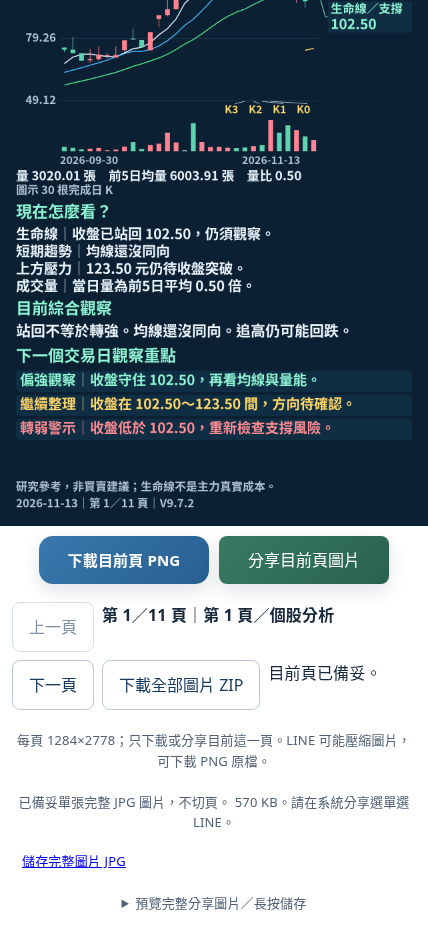 生命線／支撐
102.50
79.26
49.12
K3 K2 K1 K0
2026-09-30 2026-11-13
量 3020.01 張 前5日均量 6003.91 張 量比 0.50
圖示 30 根完成日 K
現在怎麼看？
生命線｜收盤已站回 102.50，仍須觀察。
短期趨勢｜均線還沒同向
上方壓力｜123.50 元仍待收盤突破。
成交量｜當日量為前5日平均 0.50 倍。
目前綜合觀察
站回不等於轉強。均線還沒同向。追高仍可能回跌。
下一個交易日觀察重點
偏強觀察｜收盤守住 102.50，再看均線與量能。
繼續整理｜收盤在 102.50～123.50 間，方向待確認。
轉弱警示｜收盤低於 102.50，重新檢查支撐風險。
研究參考，非買賣建議；生命線不是主力真實成本。
2026-11-13｜第 1／11 頁｜V9.7.2
下載目前頁 PNG
分享目前頁圖片
上一頁
第 1／11 頁｜第 1 頁／個股分析
下一頁
下載全部圖片 ZIP
目前頁已備妥。
每頁 1284×2778；只下載或分享目前這一頁。LINE 可能壓縮圖片，
可下載 PNG 原檔。
已備妥單張完整 JPG 圖片，不切頁。 570 KB。請在系統分享選單選
LINE。
儲存完整圖片 JPG
▶ 預覽完整分享圖片／長按儲存